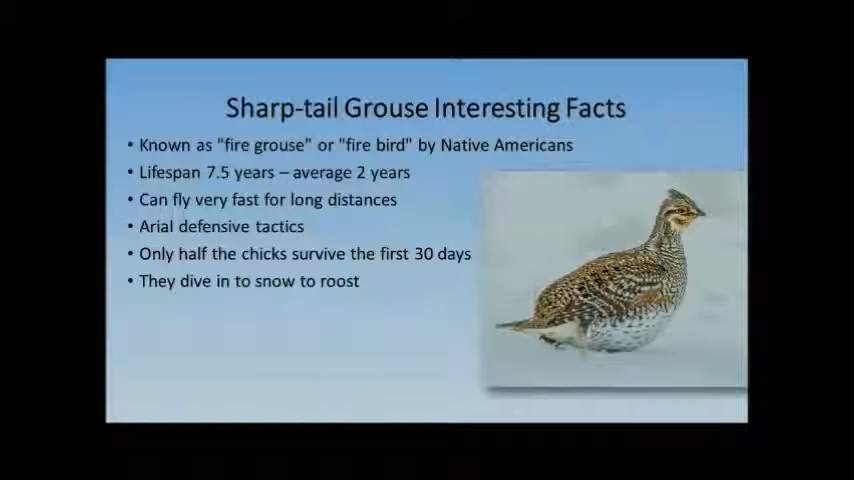 Sharp-tail Grouse Interesting Facts
• Known as "fire grouse" or "fire bird" by Native Americans
• Lifespan 7.5 years – average 2 years
• Can fly very fast for long distances
• Arial defensive tactics
• Only half the chicks survive the first 30 days
• They dive in to snow to roost